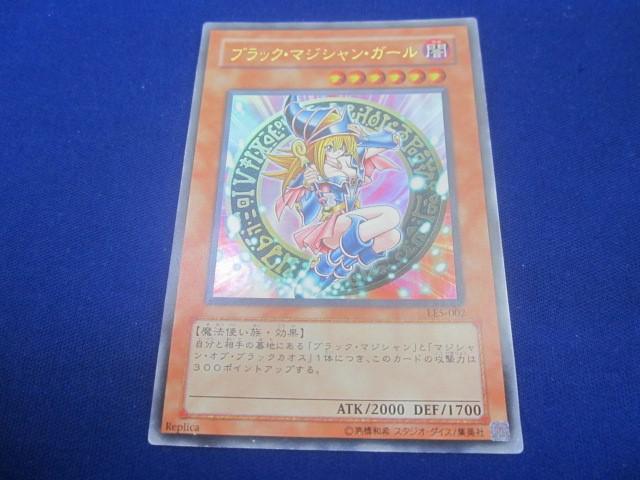 ブラック・マジシャン・ガール
闇
LE5-002
【魔法使い族・効果】
自分と相手の墓地にある「ブラック・マジシャン」と「マジシャ
ン・オブ・ブラックカオス」1体につき、このカードの攻撃力は
３００ポイントアップする。
ATK/2000 DEF/1700
Replica
©高橋和希 スタジオ・ダイス/集英社